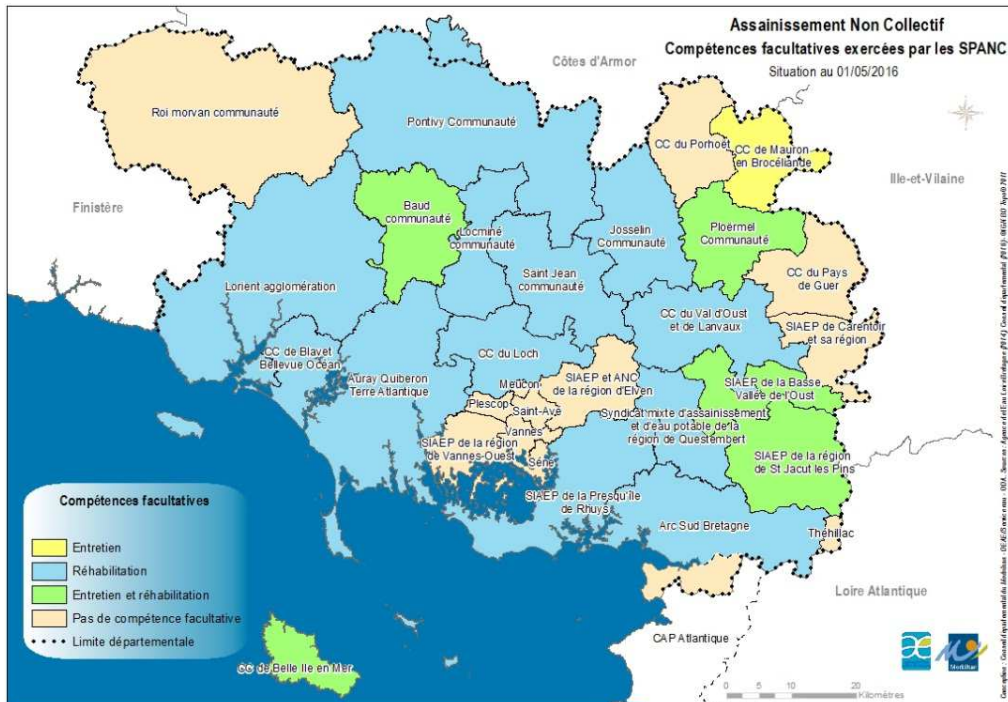 Assainissement Non Collectif
Compétences facultatives exercées par les SPANC
Situation au 01/05/2016
Côtes d'Armor
Roi morvan communauté
Pontivy Communauté
CC du Porhoët
CC de Mauron
en Brocéliande
Ille-et-Vilaine
Finistère
Baud
communauté
Locminé
communauté
Josselin
Communauté
Ploërmel
Communauté
Saint Jean
communauté
CC du Pays
de Guer
Lorient agglomération
CC du Val d'Oust
et de Lanvaux
SIAEP de Carentoir
et sa région
CC de Blavet
Bellevue Océan
CC du Loch
Auray Quiberon
Terre Atlantique
Meucon
SIAEP et ANC
de la région d'Elven
SIAEP de la Basse
Vallée de l'Oust
Plescop
Saint-Avé
Vannes
Syndicat mixte d'assainissement
et d'eau potable de la
région de Questembert
SIAEP de la région
de Vannes-Ouest
Séné
SIAEP de la région
de St Jacut les Pins
SIAEP de la Presqu'île
de Rhuys
Arc Sud Bretagne
Théhillac
Loire Atlantique
CAP Atlantique
CC de Belle Ile en Mer
Compétences facultatives
Entretien
Réhabilitation
Entretien et réhabilitation
Pas de compétence facultative
Limite départementale
Morbihan
0 10 20
Kilomètres